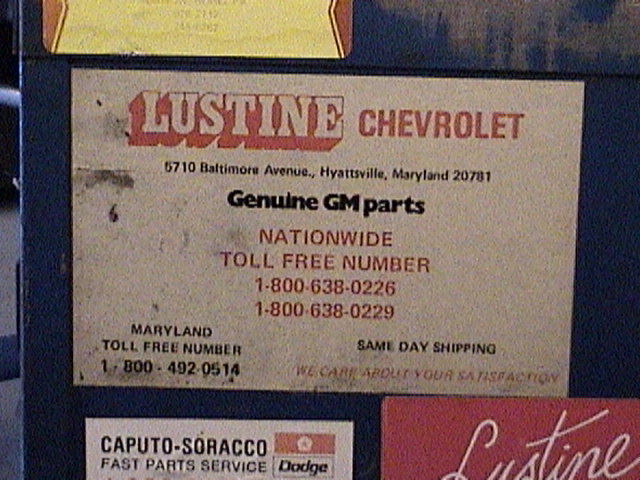 LUSTINE CHEVROLET
5710 Baltimore Avenue., Hyattsville, Maryland 20781
Genuine GM parts
NATIONWIDE
TOLL FREE NUMBER
1-800-638-0226
1-800-638-0229
MARYLAND
TOLL FREE NUMBER
1-800-492-0514
SAME DAY SHIPPING
WE CARE ABOUT YOUR SATISFACTION
6
CAPUTO-SORACCO
FAST PARTS SERVICE Dodge
Lustine